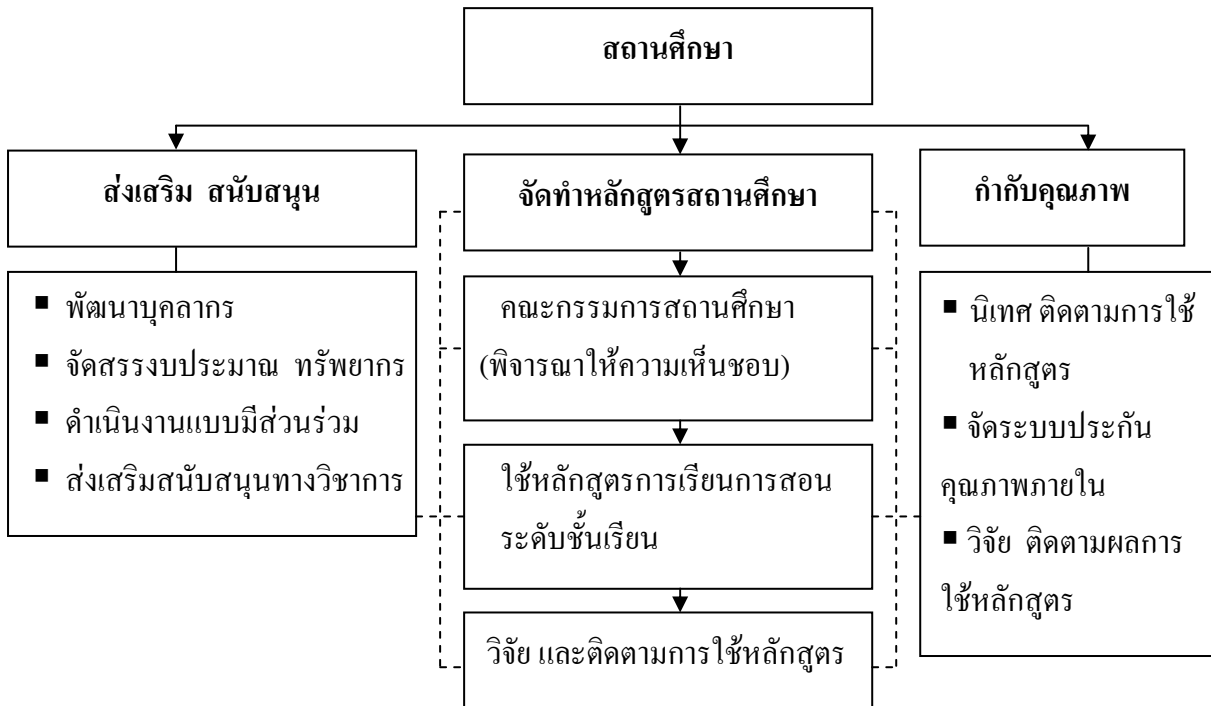 สถานศึกษา
ส่งเสริม สนับสนุน
■ พัฒนาบุคลากร
■ จัดสรรงบประมาณ ทรัพยากร
■ ดำเนินงานแบบมีส่วนร่วม
■ ส่งเสริมสนับสนุนทางวิชาการ
จัดทำหลักสูตรสถานศึกษา
คณะกรรมการสถานศึกษา
(พิจารณาให้ความเห็นชอบ)
ใช้หลักสูตรการเรียนการสอน
ระดับชั้นเรียน
วิจัย และติดตามการใช้หลักสูตร
กำกับคุณภาพ
■ นิเทศ ติดตามการใช้
หลักสูตร
■ จัดระบบประกัน
คุณภาพภายใน
■ วิจัย ติดตามผลการ
ใช้หลักสูตร